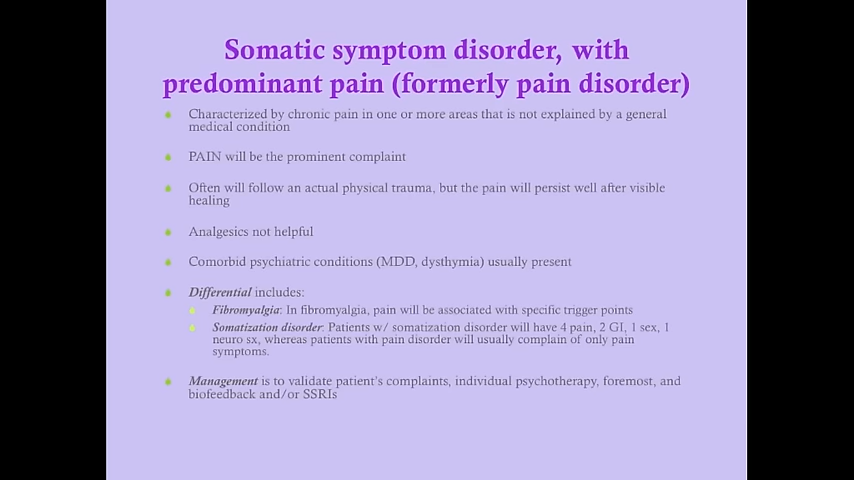 Somatic symptom disorder, with
predominant pain (formerly pain disorder)
Characterized by chronic pain in one or more areas that is not explained by a general
medical condition
PAIN will be the prominent complaint
Often will follow an actual physical trauma, but the pain will persist well after visible
healing
Analgesics not helpful
Comorbid psychiatric conditions (MDD, dysthymia) usually present
Differential includes:
Fibromyalgia: In fibromyalgia, pain will be associated with specific trigger points
Somatization disorder: Patients w/ somatization disorder will have 4 pain, 2 GI, 1 sex, 1
neuro sx, whereas patients with pain disorder will usually complain of only pain
symptoms.
Management is to validate patient's complaints, individual psychotherapy, foremost, and
biofeedback and/or SSRIs